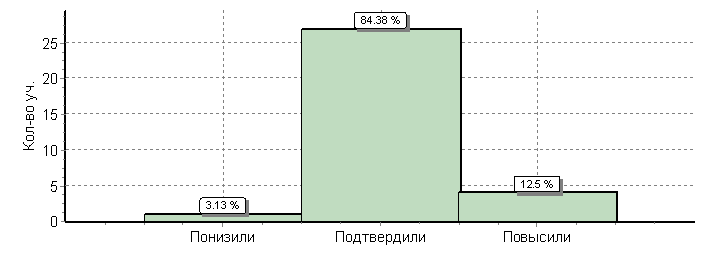 84.38 %
25
20
15
10
5
0
Кол-во уч.
3.13 %
12.5 %
Понизили
Подтвердили
Повысили